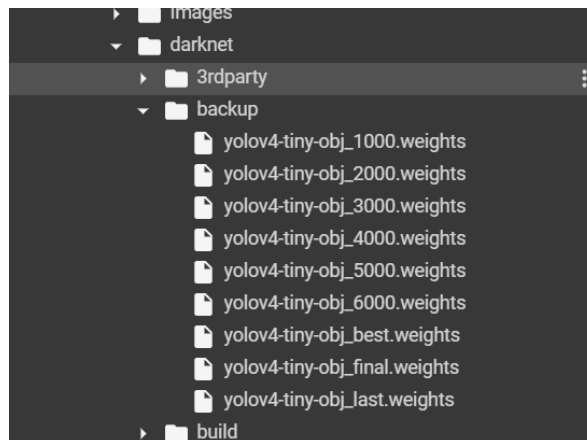 images
darknet
3rdparty
backup
yolov4-tiny-obj_1000.weights
yolov4-tiny-obj_2000.weights
yolov4-tiny-obj_3000.weights
yolov4-tiny-obj_4000.weights
yolov4-tiny-obj_5000.weights
yolov4-tiny-obj_6000.weights
yolov4-tiny-obj_best.weights
yolov4-tiny-obj_final.weights
yolov4-tiny-obj_last.weights
build